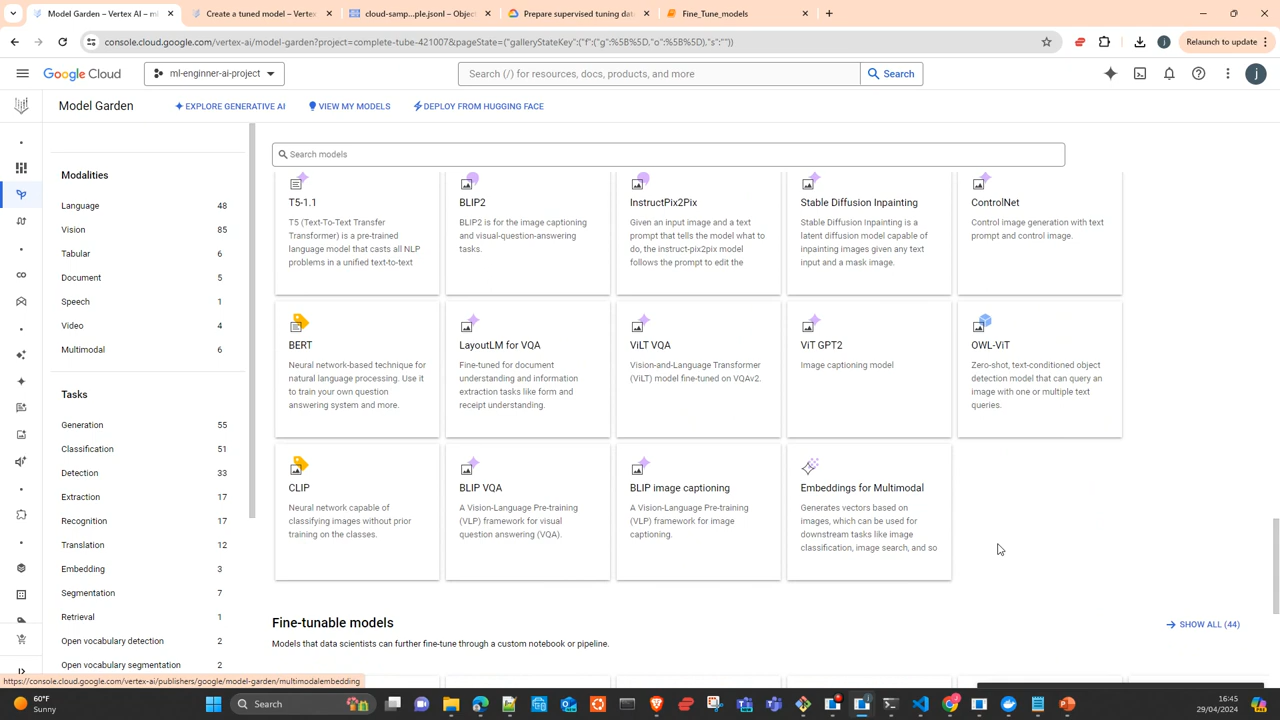 Model Garden – Vertex AI – ml
Create a tuned model – Vertex
cloud-samp...ple.jsonl – Objec
Prepare supervised tuning dat
Fine_Tune_models
console.cloud.google.com/vertex-ai/model-garden?project=complete-tube-421007&pageState=("galleryStateKey":("f":("g":%5B%5D,"o":%5B%5D),"s":""))
Relaunch to update
Google Cloud
ml-enginner-ai-project
Search (/) for resources, docs, products, and more
Search
j
Model Garden
EXPLORE GENERATIVE AI
VIEW MY MODELS
DEPLOY FROM HUGGING FACE
Search models
Modalities
Language 48
Vision 85
Tabular 6
Document 5
Speech 1
Video 4
Multimodal 6
Tasks
Generation 55
Classification 51
Detection 33
Extraction 17
Recognition 17
Translation 12
Embedding 3
Segmentation 7
Retrieval 1
Open vocabulary detection 2
Open vocabulary segmentation 2
T5-1.1
T5 (Text-To-Text Transfer
Transformer) is a pre-trained
language model that casts all NLP
problems in a unified text-to-text
BLIP2
BLIP2 is for the image captioning
and visual-question-answering
tasks.
InstructPix2Pix
Given an input image and a text
prompt that tells the model what to
do, the instruct-pix2pix model
follows the prompt to edit the
Stable Diffusion Inpainting
Stable Diffusion Inpainting is a
latent diffusion model capable of
inpainting images given any text
input and a mask image.
ControlNet
Control image generation with text
prompt and control image.
BERT
Neural network-based technique for
natural language processing. Use it
to train your own question
answering system and more.
LayoutLM for VQA
Fine-tuned for document
understanding and information
extraction tasks like form and
receipt understanding.
ViLT VQA
Vision-and-Language Transformer
(ViLT) model fine-tuned on VQAv2.
ViT GPT2
Image captioning model
OWL-ViT
Zero-shot, text-conditioned object
detection model that can query an
image with one or multiple text
queries.
CLIP
Neural network capable of
classifying images without prior
training on the classes.
BLIP VQA
A Vision-Language Pre-training
(VLP) framework for visual
question answering (VQA).
BLIP image captioning
A Vision-Language Pre-training
(VLP) framework for image
captioning.
Embeddings for Multimodal
Generates vectors based on
images, which can be used for
downstream tasks like image
classification, image search, and so
Fine-tunable models
SHOW ALL (44)
Models that data scientists can further fine-tune through a custom notebook or pipeline.
https://console.cloud.google.com/vertex-ai/publishers/google/model-garden/multimodalembedding
60°F
Sunny
Search
16:45
29/04/2024